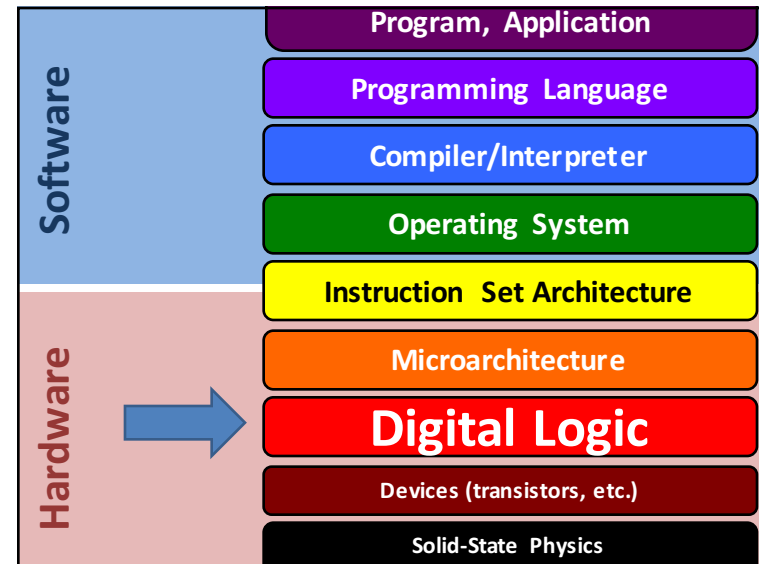 Software
Program, Application
Programming Language
Compiler/Interpreter
Operating System
Instruction Set Architecture
Hardware
Microarchitecture
Digital Logic
Devices (transistors, etc.)
Solid-State Physics